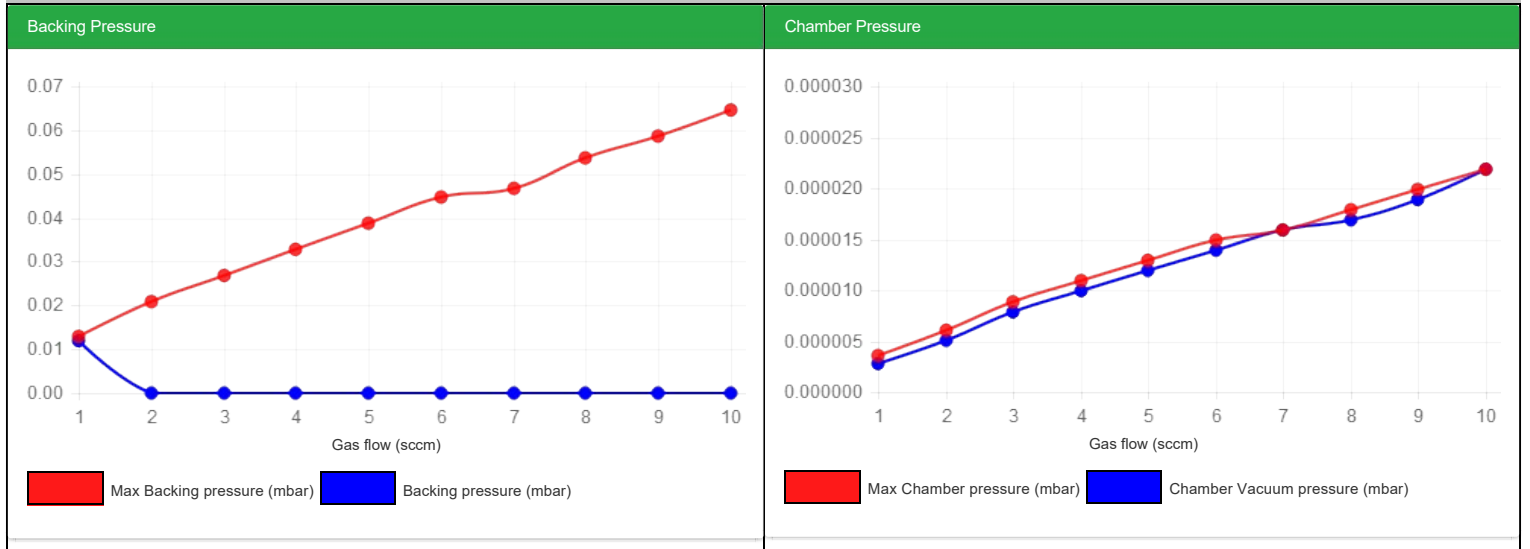 Backing Pressure
0.07
0.06
0.05
0.04
0.03
0.02
0.01
0.00
1 2 3 4 5 6 7 8 9 10
Gas flow (sccm)
Max Backing pressure (mbar) Backing pressure (mbar)
Chamber Pressure
0.000030
0.000025
0.000020
0.000015
0.000010
0.000005
0.000000
1 2 3 4 5 6 7 8 9 10
Gas flow (sccm)
Max Chamber pressure (mbar) Chamber Vacuum pressure (mbar)